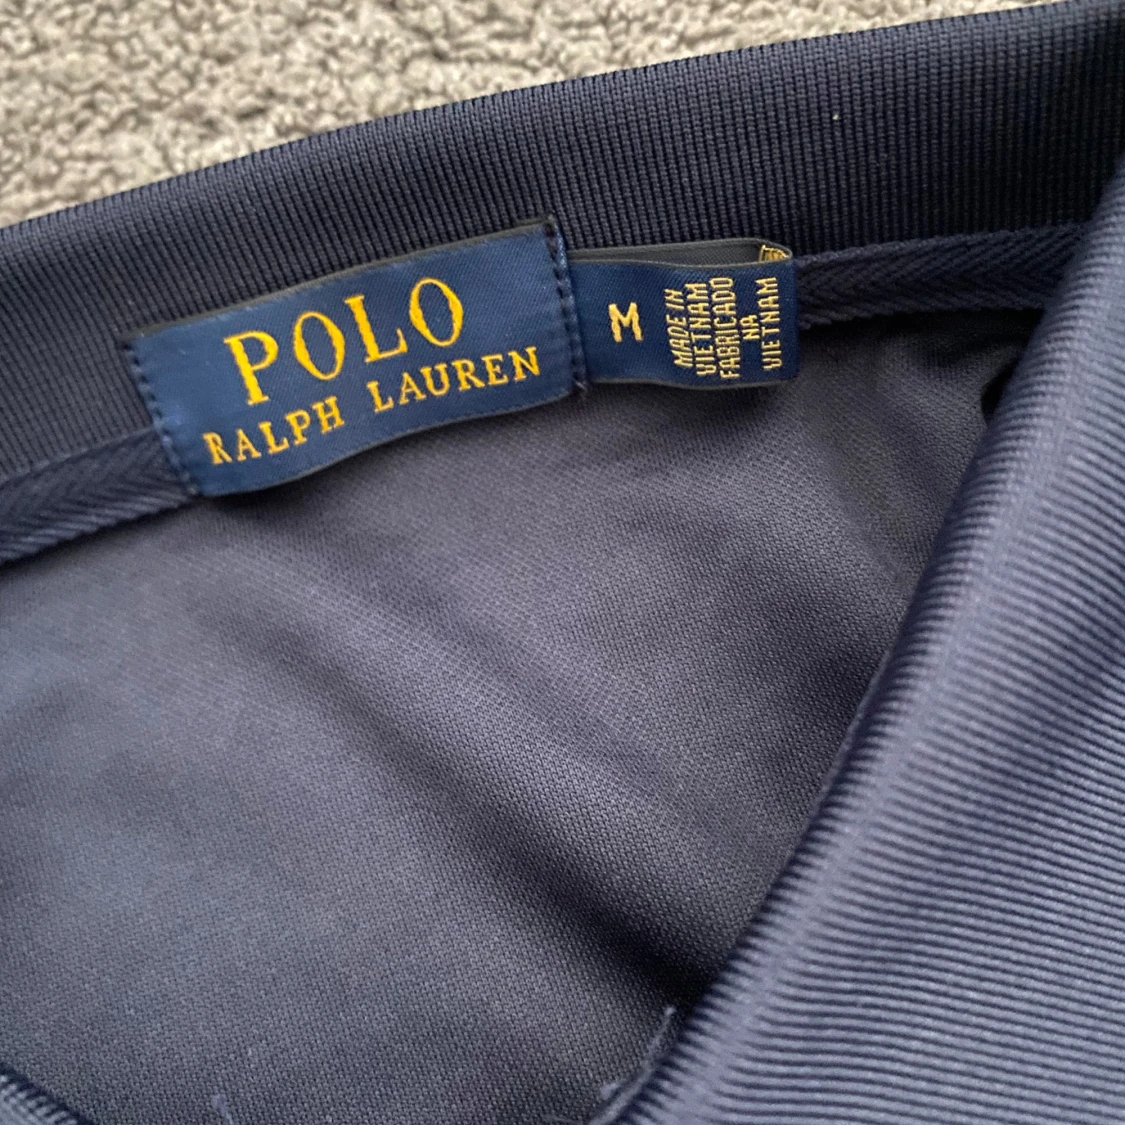 POLO
RALPH LAUREN
M
MADE IN
VIETNAM
FABRICADO
NA
VIETNAM